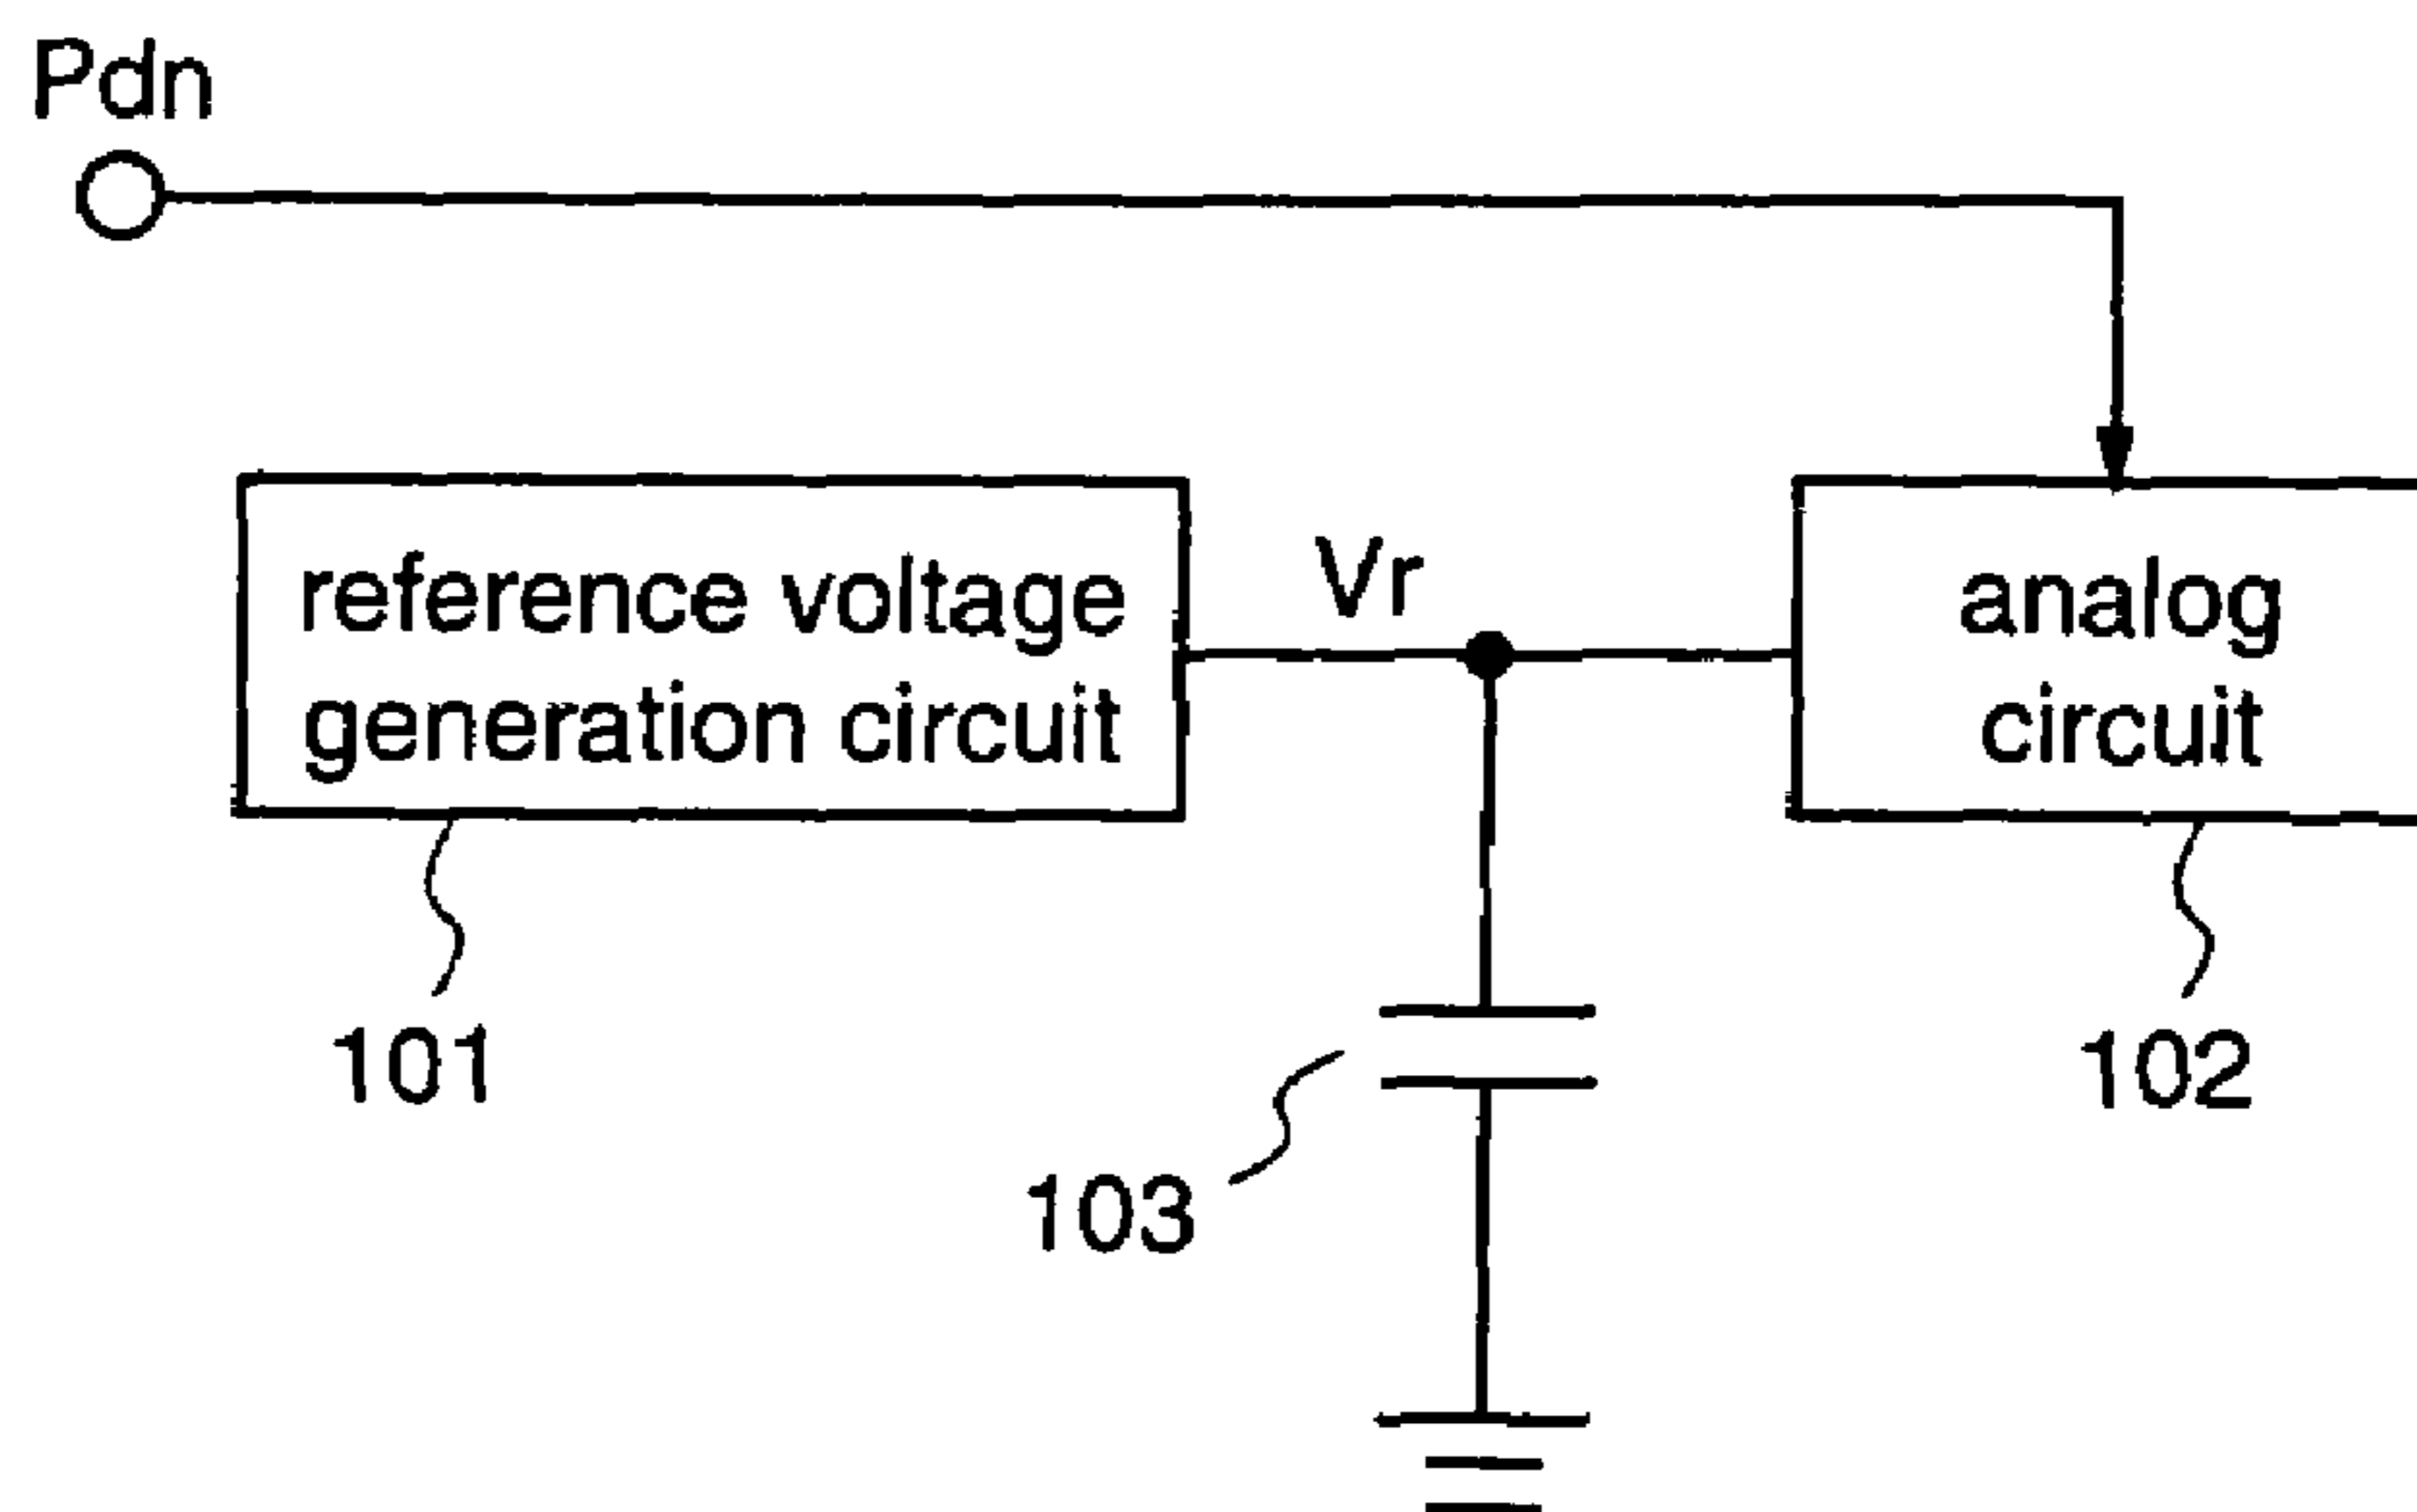 Pdn
reference voltage
generation circuit
Vr
analog
circuit
101
102
103